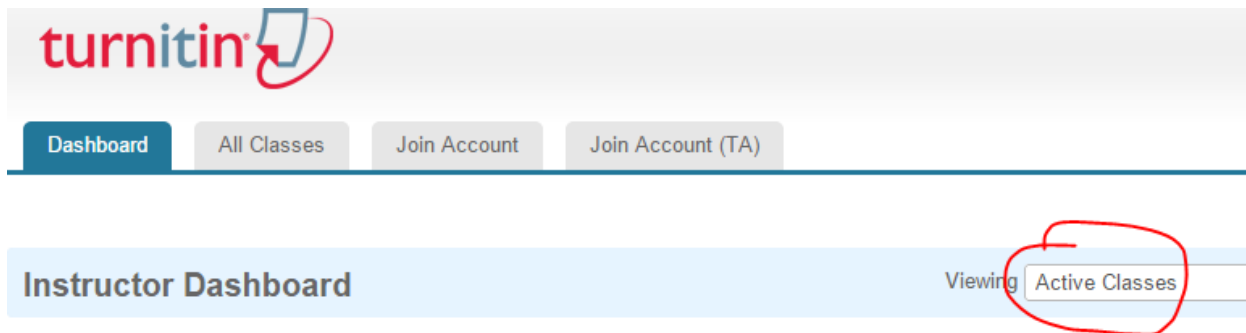 turnitin
Dashboard All Classes Join Account Join Account (TA)
Instructor Dashboard Viewing Active Classes